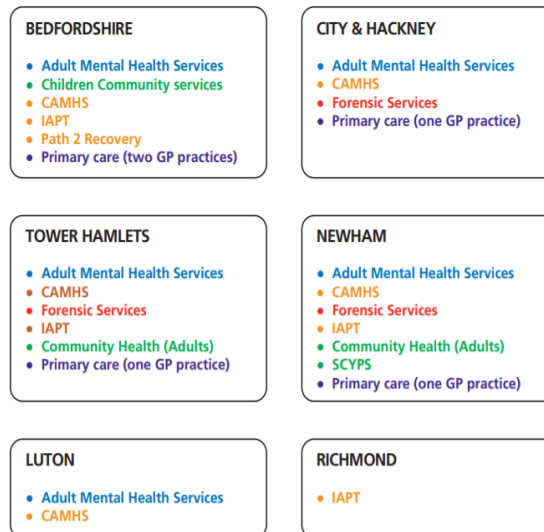 BEDFORDSHIRE
• Adult Mental Health Services
• Children Community services
• CAMHS
• IAPT
• Path 2 Recovery
• Primary care (two GP practices)
CITY & HACKNEY
• Adult Mental Health Services
• CAMHS
• Forensic Services
• Primary care (one GP practice)
TOWER HAMLETS
• Adult Mental Health Services
• CAMHS
• Forensic Services
• IAPT
• Community Health (Adults)
• Primary care (one GP practice)
NEWHAM
• Adult Mental Health Services
• CAMHS
• Forensic Services
• IAPT
• Community Health (Adults)
• SCYPS
• Primary care (one GP practice)
LUTON
• Adult Mental Health Services
• CAMHS
RICHMOND
• IAPT